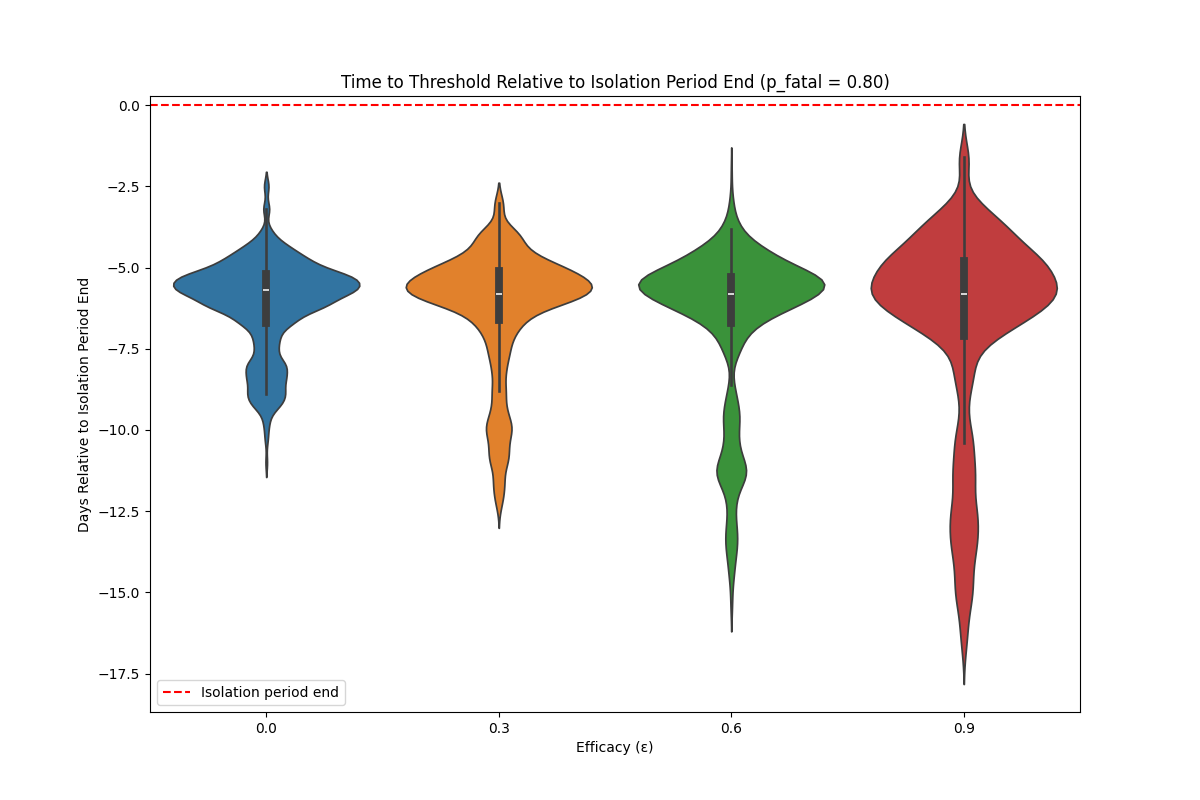 Time to Threshold Relative to Isolation Period End (p_fatal = 0.80)
0.0
−2.5
−5.0
−7.5
−10.0
−12.5
−15.0
−17.5
Days Relative to Isolation Period End
Isolation period end
0.0 0.3 0.6 0.9
Efficacy (ε)